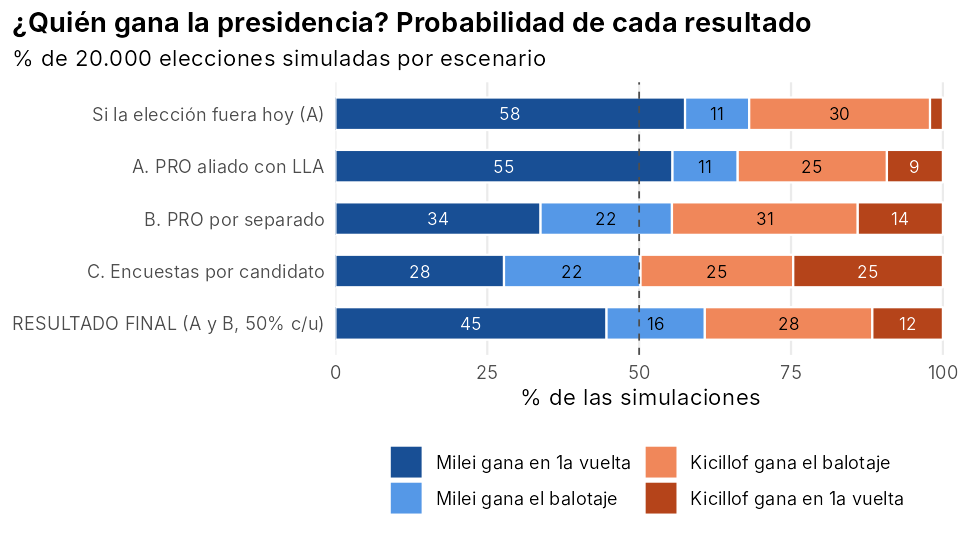 ¿Quién gana la presidencia? Probabilidad de cada resultado
% de 20.000 elecciones simuladas por escenario
Si la elección fuera hoy (A) 58 11 30
A. PRO aliado con LLA 55 11 25 9
B. PRO por separado 34 22 31 14
C. Encuestas por candidato 28 22 25 25
RESULTADO FINAL (A y B, 50% c/u) 45 16 28 12
0 25 50 75 100
% de las simulaciones
Milei gana en 1a vuelta Kicillof gana el balotaje
Milei gana el balotaje Kicillof gana en 1a vuelta